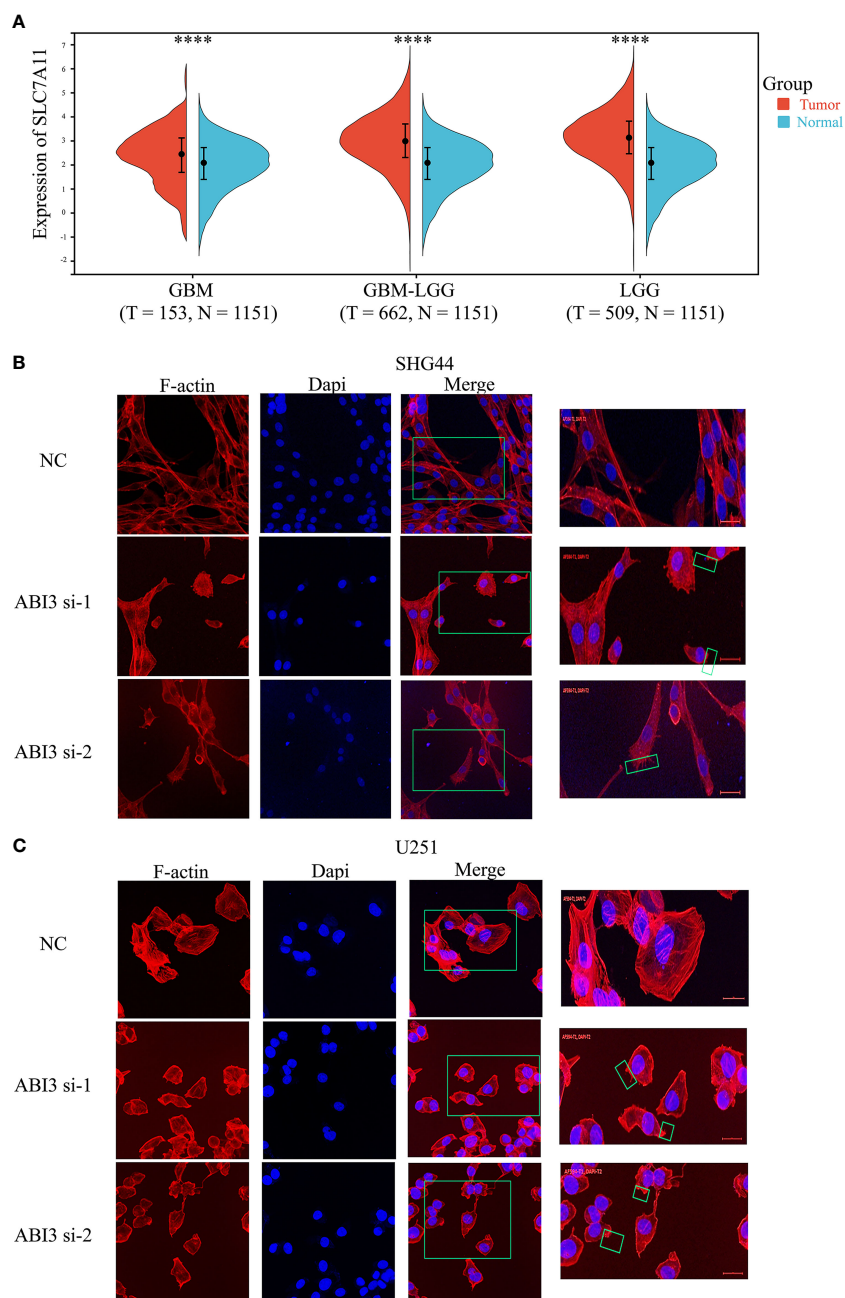 A
****
****
****
7
6
5
4
3
2
1
0
-1
-2
Expression of SLC7A11
Group
Tumor
Normal
GBM
(T = 153, N = 1151)
GBM-LGG
(T = 662, N = 1151)
LGG
(T = 509, N = 1151)
B
SHG44
F-actin
Dapi
Merge
NC
ABI3 si-1
ABI3 si-2
C
U251
F-actin
Dapi
Merge
NC
ABI3 si-1
ABI3 si-2